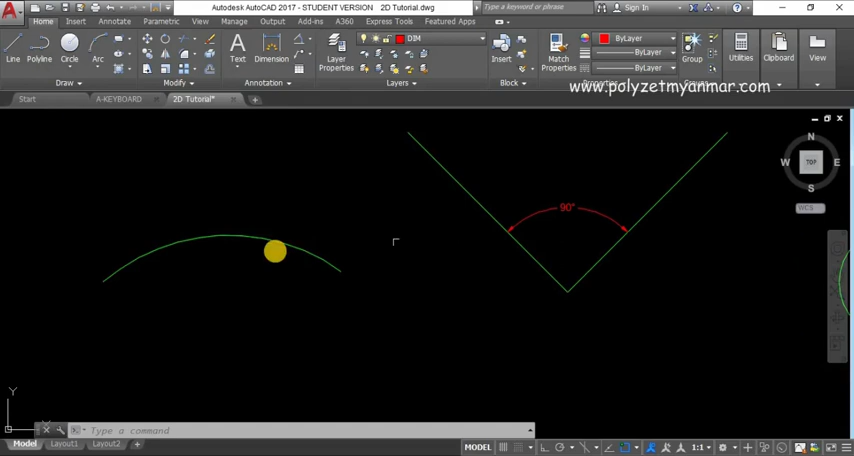 Autodesk AutoCAD 2017 - STUDENT VERSION 2D Tutorial.dwg
Type a keyword or phrase
Sign In
Home Insert Annotate Parametric View Manage Output Add-ins A360 Express Tools Featured Apps
Line Polyline Circle Arc Text Dimension Layer Properties Insert Match Properties Group Utilities Clipboard View
DIM
ByLayer
ByLayer
ByLayer
Draw Modify Annotation Layers Block Properties Groups
www.polyzetmyanmar.com
Start A-KEYBOARD 2D Tutorial*
N
W TOP E
S
WCS
90°
Y
Type a command
Model Layout1 Layout2
MODEL
1:1